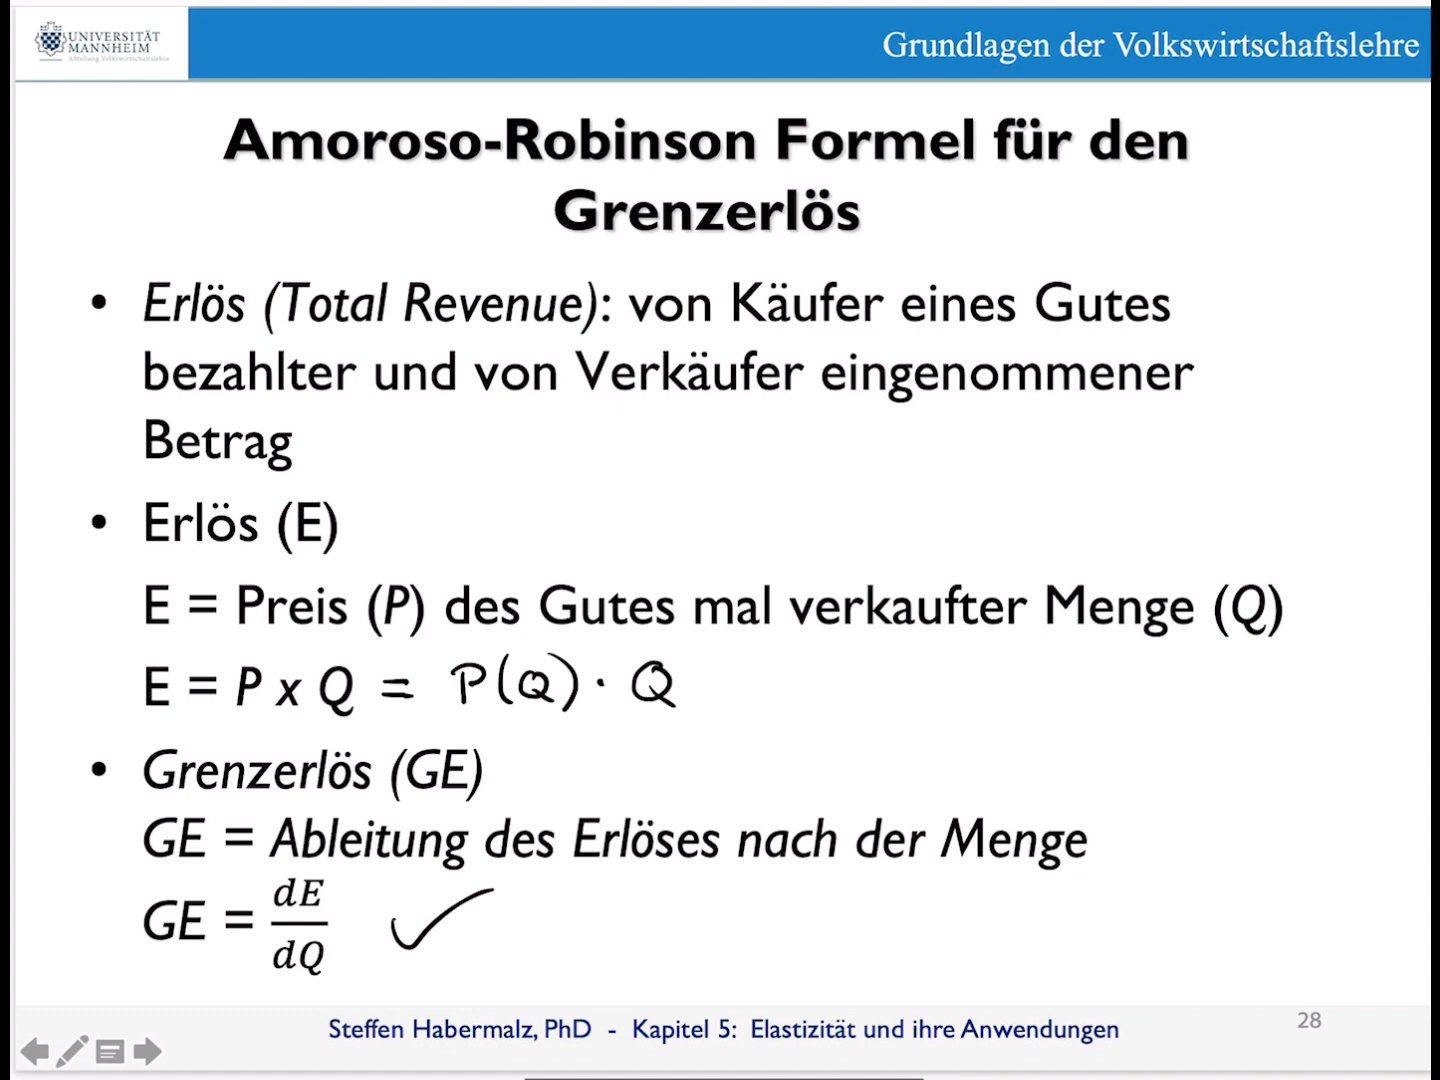 UNIVERSITÄT
MANNHEIM
Abteilung Volkswirtschaftslehre
Grundlagen der Volkswirtschaftslehre
Amoroso-Robinson Formel für den
Grenzerlös
• Erlös (Total Revenue): von Käufer eines Gutes
bezahlter und von Verkäufer eingenommener
Betrag
• Erlös (E)
E = Preis (P) des Gutes mal verkaufter Menge (Q)
E = P x Q = P(Q) · Q
• Grenzerlös (GE)
GE = Ableitung des Erlöses nach der Menge
GE = dE/dQ ✓
Steffen Habermalz, PhD - Kapitel 5: Elastizität und ihre Anwendungen
28